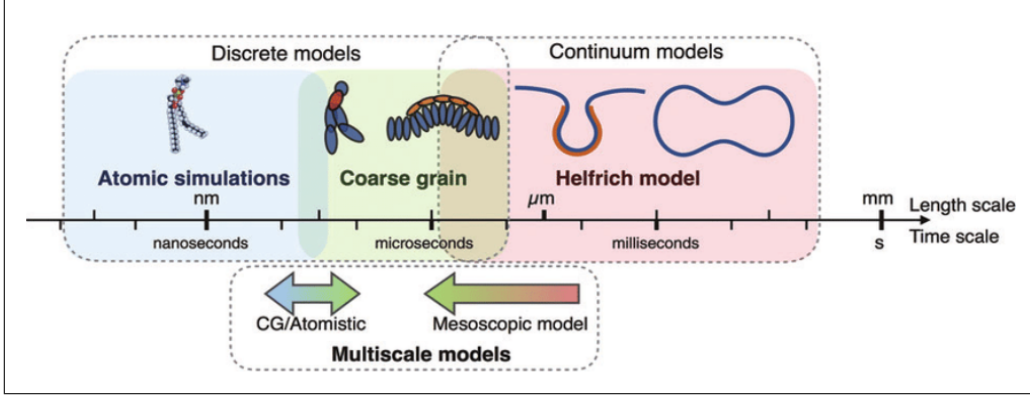 Discrete models
Continuum models
Atomic simulations
Coarse grain
Helfrich model
nm
μm
mm
Length scale
nanoseconds
microseconds
milliseconds
s
Time scale
CG/Atomistic
Mesoscopic model
Multiscale models